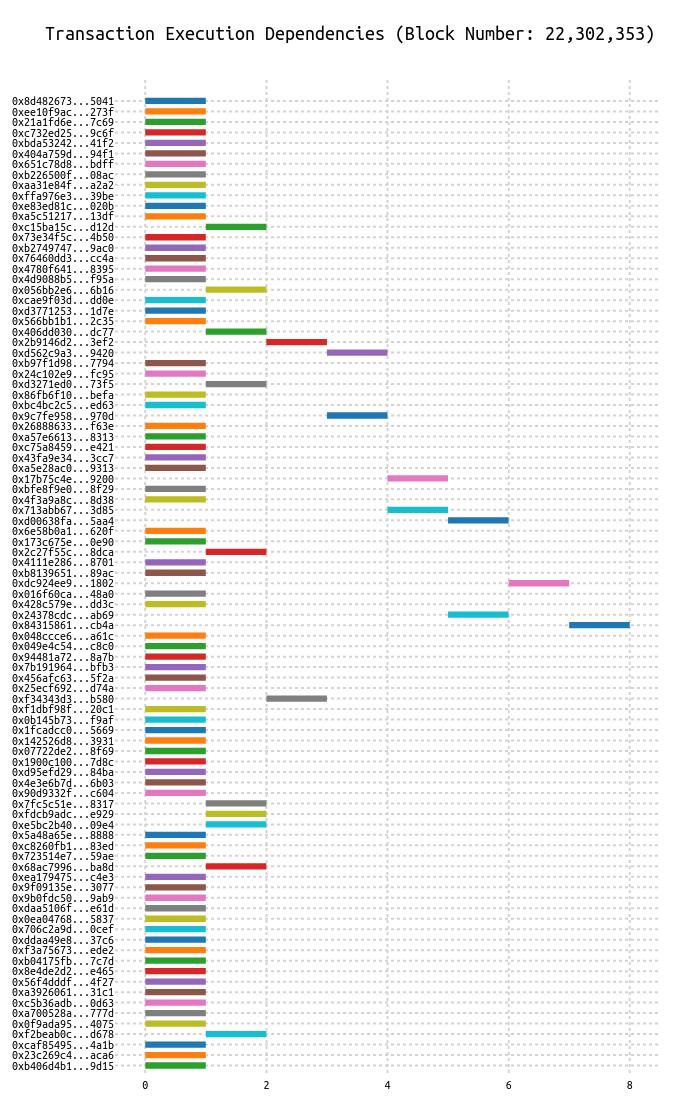 Transaction Execution Dependencies (Block Number: 22,302,353)
0x8d482673...5041
0xee10f9ac...273f
0x21a1fd6e...7c69
0xc732ed25...9c6f
0xbda53242...41f2
0x404a759d...94f1
0x651c78d8...bdff
0xb226500f...08ac
0xaa31e84f...a2a2
0xffa976e3...39be
0xe83ed81c...020b
0xa5c51217...13df
0xc15ba15c...d12d
0x73e34f5c...4b50
0xb2749747...9ac0
0x76460dd3...cc4a
0x4780f641...8395
0x4d9088b5...f95a
0x056bb2e6...6b16
0xcae9f03d...dd0e
0xd3771253...1d7e
0x566bb1b1...2c35
0x406dd030...dc77
0x2b9146d2...3ef2
0xd562c9a3...9420
0xb97f1d98...7794
0x24c102e9...fc95
0xd3271ed0...73f5
0x86fb6f10...befa
0xbc4bc2c5...ed63
0x9c7fe958...970d
0x26888633...f63e
0xa57e6613...8313
0xc75a8459...e421
0x43fa9e34...3cc7
0xa5e28ac0...9313
0x17b75c4e...9200
0xbfe8f9e0...8f29
0x4f3a9a8c...8d38
0x713abb67...3d85
0xd00638fa...5aa4
0x6e58b0a1...620f
0x173c675e...0e90
0x2c27f55c...8dca
0x4111e286...8701
0xb8139651...89ac
0xdc924ee9...1802
0x016f60ca...48a0
0x428c579e...dd3c
0x24378cdc...ab69
0x84315861...cb4a
0x048ccce6...a61c
0x049e4c54...c8c0
0x94481a72...8a7b
0x7b191964...bfb3
0x456afc63...5f2a
0x25ecf692...d74a
0xf34343d3...b580
0xf1dbf98f...20c1
0x0b145b73...f9af
0x1fcadcc0...5669
0x142526d8...3931
0x07722de2...8f69
0x1900c100...7d8c
0xd95efd29...84ba
0x4e3e6b7d...6b03
0x90d9332f...c604
0x7fc5c51e...8317
0xfdcb9adc...e929
0xe5bc2b40...09e4
0x5a48a65e...8888
0xc8260fb1...83ed
0x723514e7...59ae
0x68ac7996...ba8d
0xea179475...c4e3
0x9f09135e...3077
0x9b0fdc50...9ab9
0xdaa5106f...e61d
0x0ea04768...5837
0x706c2a9d...0cef
0xddaa49e8...37c6
0xf3a75673...ede2
0xb04175fb...7c7d
0x8e4de2d2...e465
0x56f4dddf...4f27
0xa3926061...31c1
0xc5b36adb...0d63
0xa700528a...777d
0x0f9ada95...4075
0xf2beab0c...d678
0xcaf85495...4a1b
0x23c269c4...aca6
0xb406d4b1...9d15
0 2 4 6 8